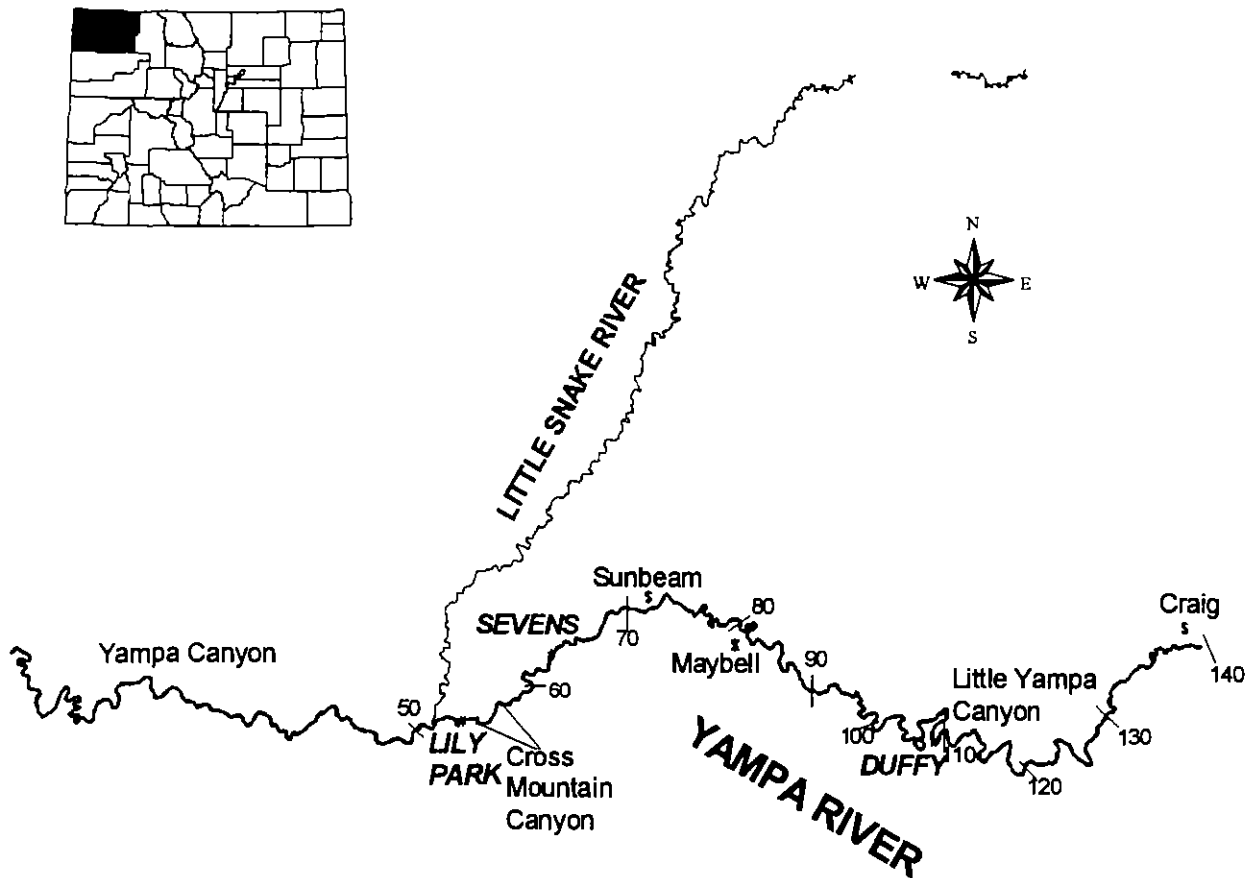 N
W
E
S
LITTLE SNAKE RIVER
Sunbeam
80
Craig
SEVENS
70
Maybell
140
Yampa Canyon
60
90
Little Yampa
Canyon
50
130
LILY
PARK
Cross
Mountain
Canyon
100
DUFFY
110
120
YAMPA RIVER